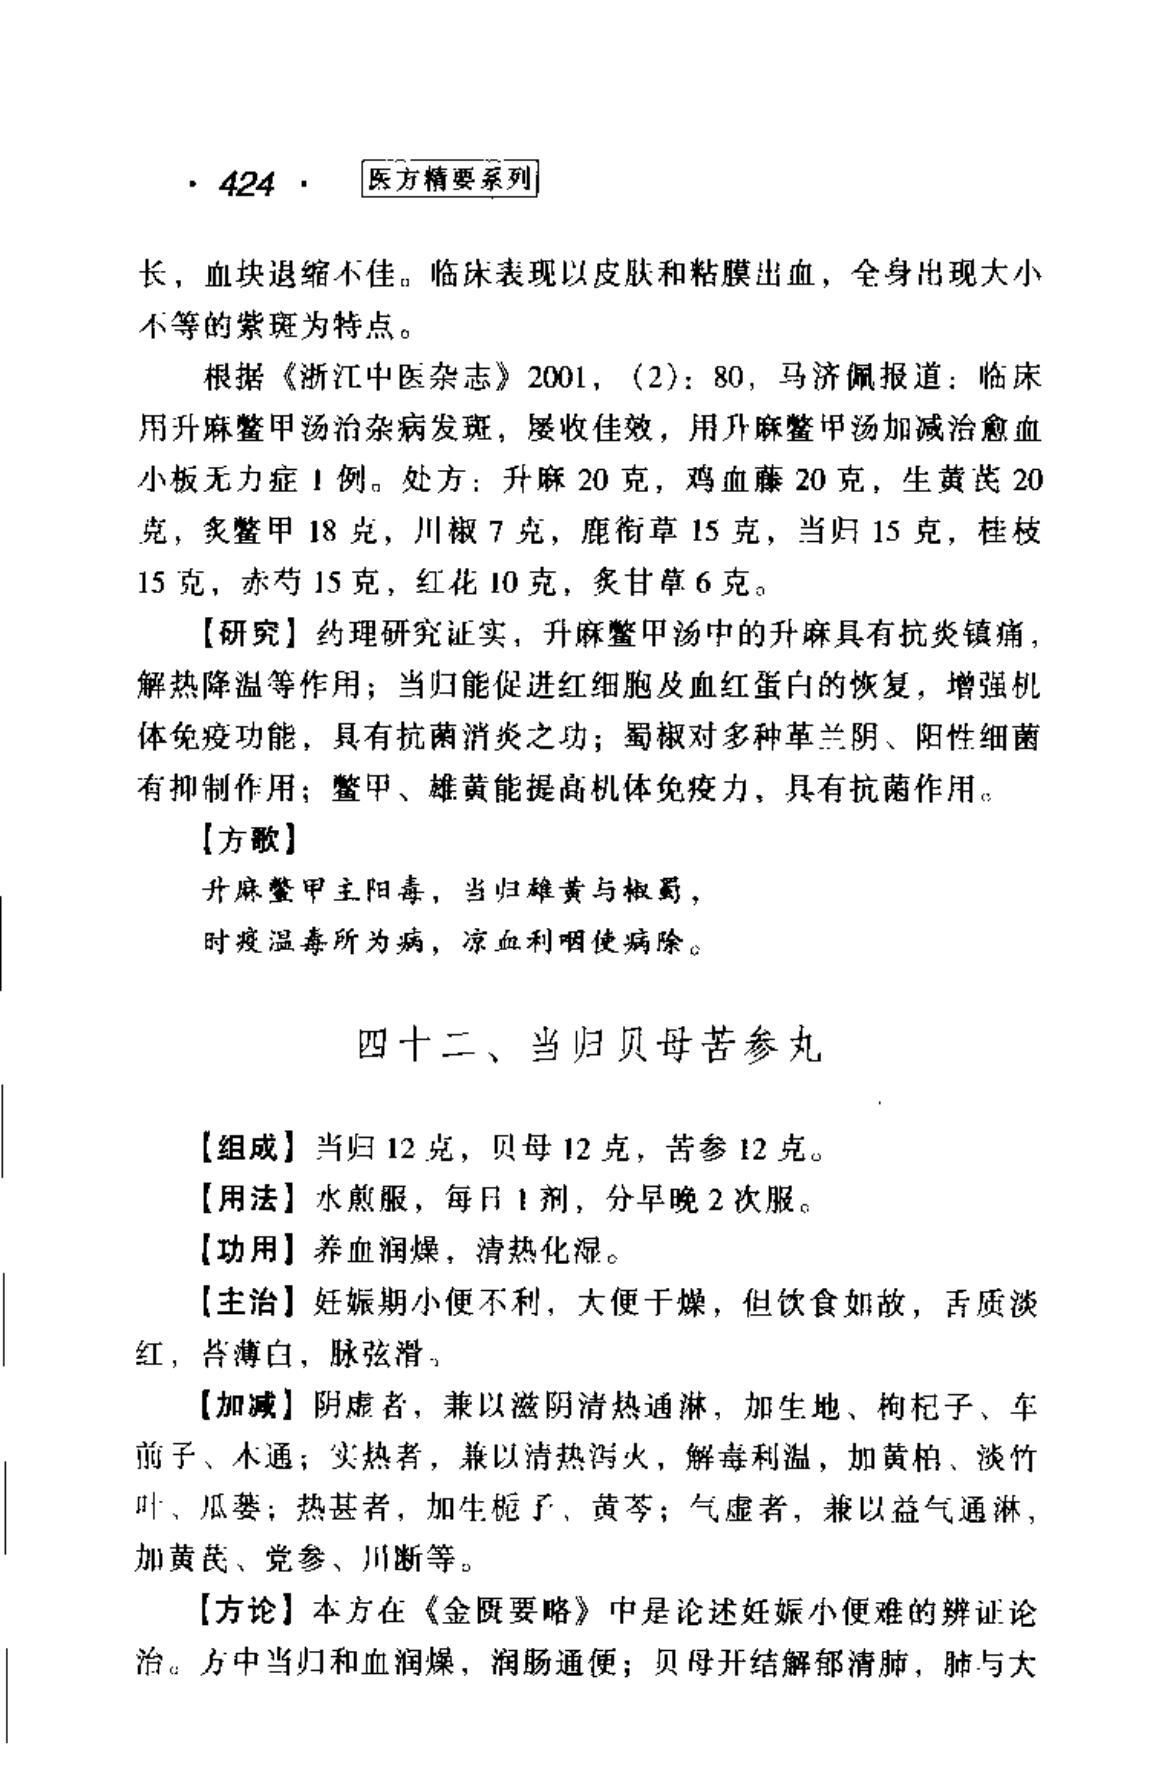 · 424 · 医方精要系列
长，血块退缩不佳。临床表现以皮肤和粘膜出血，全身出现大小
不等的紫斑为特点。
根据《浙江中医杂志》2001，（2）：80，马济佩报道：临床
用升麻鳖甲汤治杂病发斑，屡收佳效，用升麻鳖甲汤加减治愈血
小板无力症 1 例。处方：升麻 20 克，鸡血藤 20 克，生黄芪 20
克，炙鳖甲 18 克，川椒 7 克，鹿衔草 15 克，当归 15 克，桂枝
15 克，赤芍 15 克，红花 10 克，炙甘草 6 克。
【研究】药理研究证实，升麻鳖甲汤中的升麻具有抗炎镇痛，
解热降温等作用；当归能促进红细胞及血红蛋白的恢复，增强机
体免疫功能，具有抗菌消炎之功；蜀椒对多种革兰阴、阳性细菌
有抑制作用；鳖甲、雄黄能提高机体免疫力，具有抗菌作用。
【方歌】
升麻鳖甲主阳毒，当归雄黄与椒蜀，
时疫温毒所为病，凉血利咽使病除。
四十二、当归贝母苦参丸
【组成】当归 12 克，贝母 12 克，苦参 12 克。
【用法】水煎服，每日 1 剂，分早晚 2 次服。
【功用】养血润燥，清热化湿。
【主治】妊娠期小便不利，大便干燥，但饮食如故，舌质淡
红，苔薄白，脉弦滑。
【加减】阴虚者，兼以滋阴清热通淋，加生地、枸杞子、车
前子、木通；实热者，兼以清热泻火，解毒利温，加黄柏、淡竹
叶、瓜蒌；热甚者，加生栀子、黄芩；气虚者，兼以益气通淋，
加黄芪、党参、川断等。
【方论】本方在《金匮要略》中是论述妊娠小便难的辨证论
治。方中当归和血润燥，润肠通便；贝母开结解郁清肺，肺与大